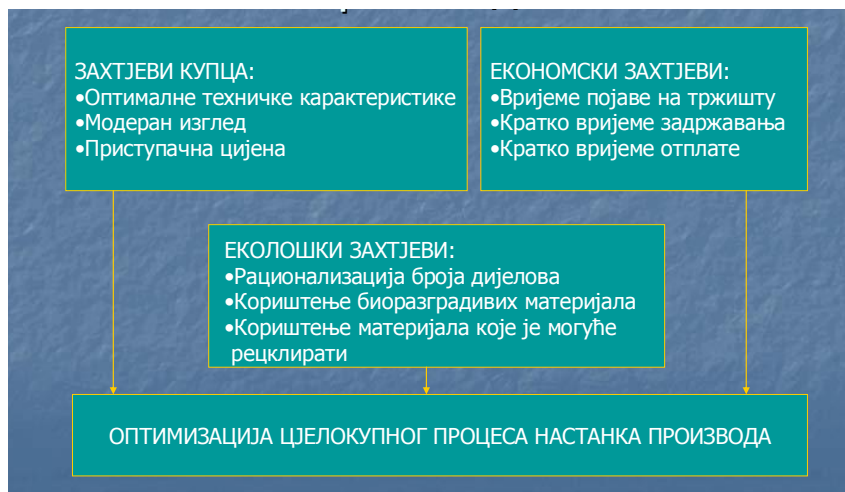 ЗАХТЈЕВИ КУПЦА:
•Оптималне техничке карактеристике
•Модеран изглед
•Приступачна цијена
ЕКОНОМСКИ ЗАХТЈЕВИ:
•Вријеме појаве на тржишту
•Кратко вријеме задржавања
•Кратко вријеме отплате
ЕКОЛОШКИ ЗАХТЈЕВИ:
•Рационализација броја дијелова
•Кориштење биоразградивих материјала
•Кориштење материјала које је могуће
рецклирати
ОПТИМИЗАЦИЈА ЦЈЕЛОКУПНОГ ПРОЦЕСА НАСТАНКА ПРОИЗВОДА